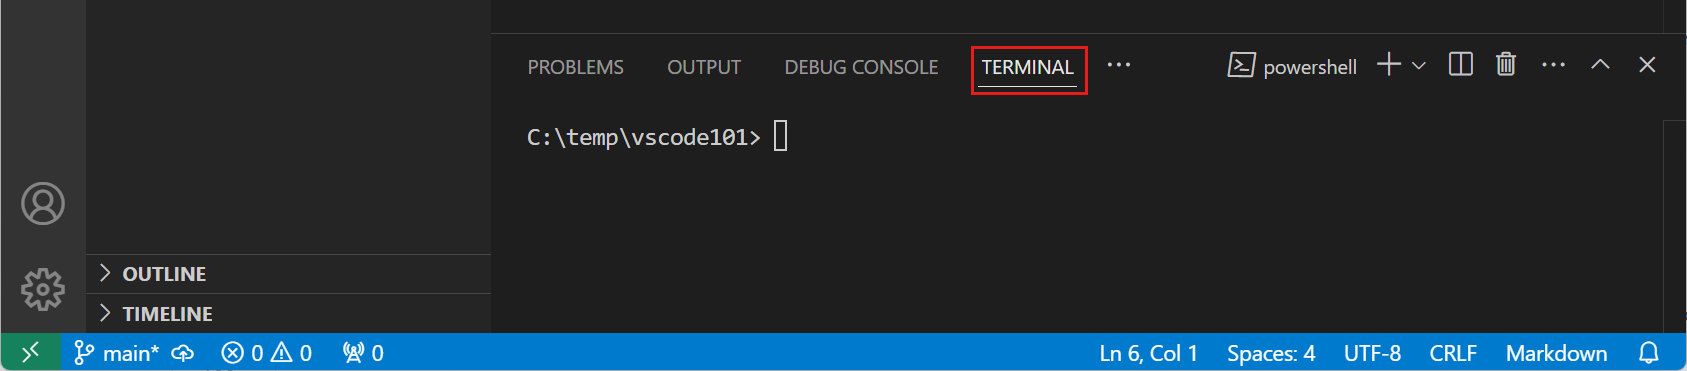 PROBLEMS OUTPUT DEBUG CONSOLE TERMINAL ··· powershell
C:\temp\vscode101>
OUTLINE
TIMELINE
main* 0 0 0 Ln 6, Col 1 Spaces: 4 UTF-8 CRLF Markdown